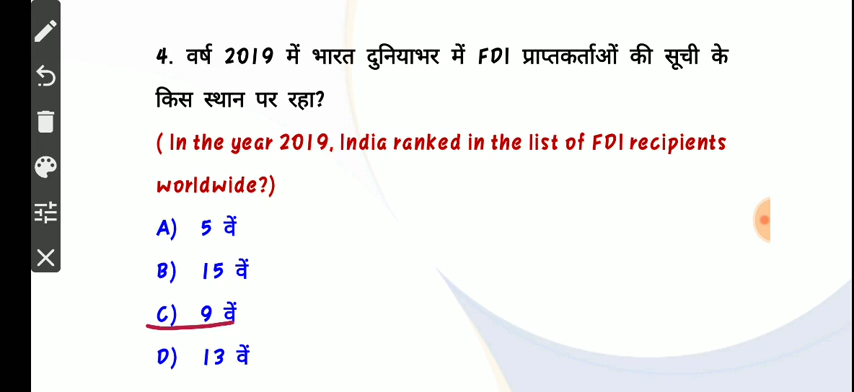 4. वर्ष 2019 में भारत दुनियाभर में FDI प्राप्तकर्ताओं की सूची के
किस स्थान पर रहा?
( In the year 2019, India ranked in the list of FDI recipients
worldwide?)
A) 5 वें
B) 15 वें
C) 9 वें
D) 13 वें